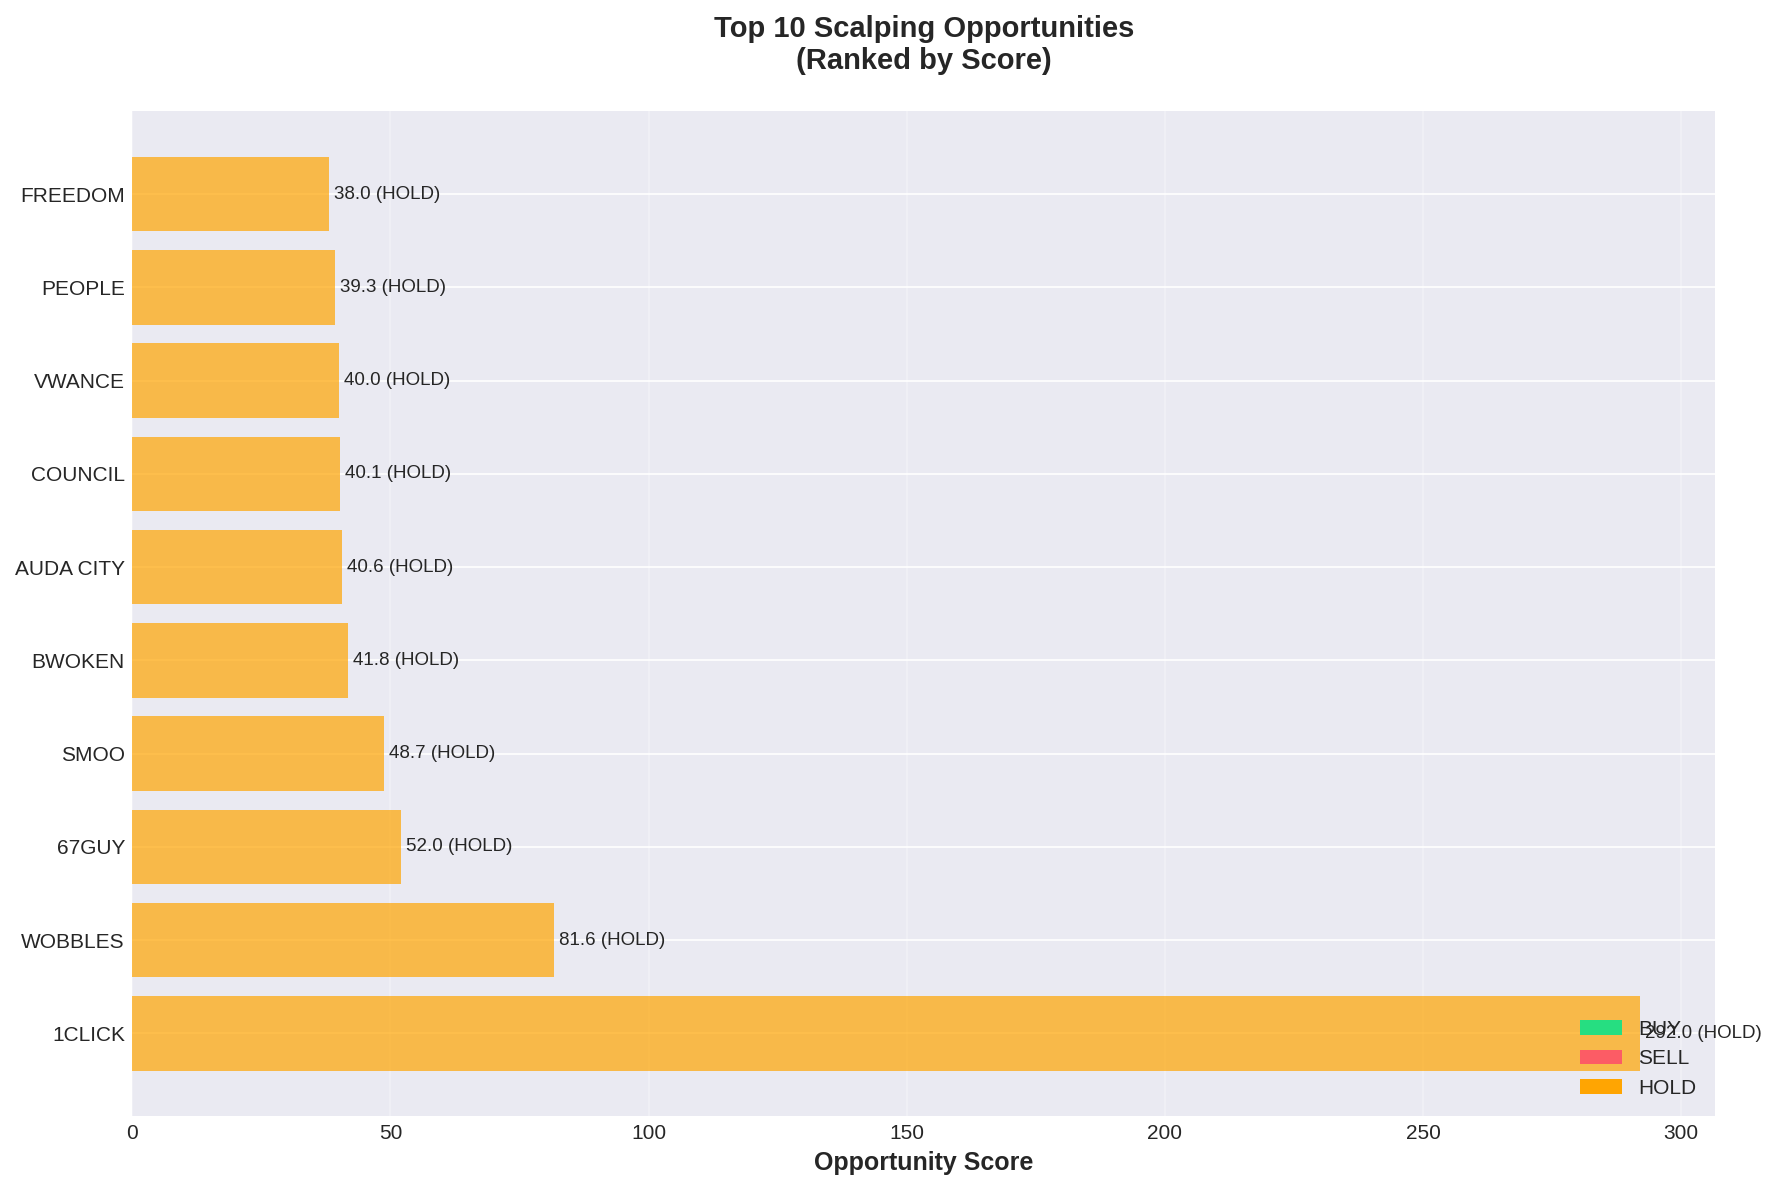 Top 10 Scalping Opportunities
(Ranked by Score)
FREEDOM 38.0 (HOLD)
PEOPLE 39.3 (HOLD)
VWANCE 40.0 (HOLD)
COUNCIL 40.1 (HOLD)
AUDA CITY 40.6 (HOLD)
BWOKEN 41.8 (HOLD)
SMOO 48.7 (HOLD)
67GUY 52.0 (HOLD)
WOBBLES 81.6 (HOLD)
1CLICK 292.0 (HOLD)
BUY
SELL
HOLD
0 50 100 150 200 250 300
Opportunity Score